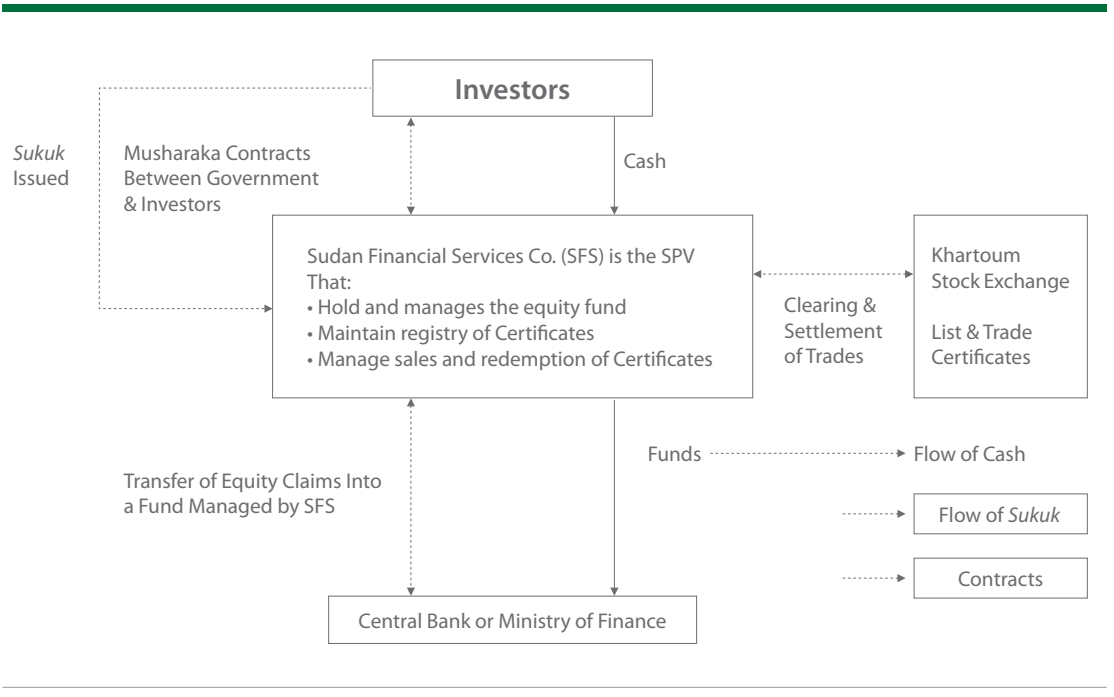 Investors
Sukuk
Issued
Musharaka Contracts
Between Government
& Investors
Cash
Sudan Financial Services Co. (SFS) is the SPV
That:
• Hold and manages the equity fund
• Maintain registry of Certificates
• Manage sales and redemption of Certificates
Clearing &
Settlement
of Trades
Khartoum
Stock Exchange
List & Trade
Certificates
Transfer of Equity Claims Into
a Fund Managed by SFS
Funds
Flow of Cash
Flow of Sukuk
Contracts
Central Bank or Ministry of Finance